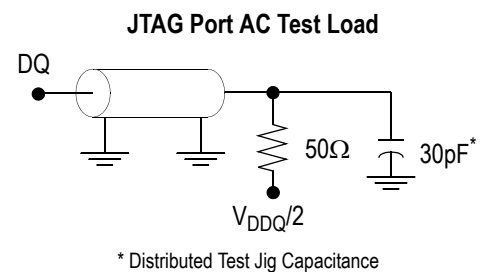 JTAG Port AC Test Load
DQ
50Ω
30pF*
VDDQ/2
* Distributed Test Jig Capacitance